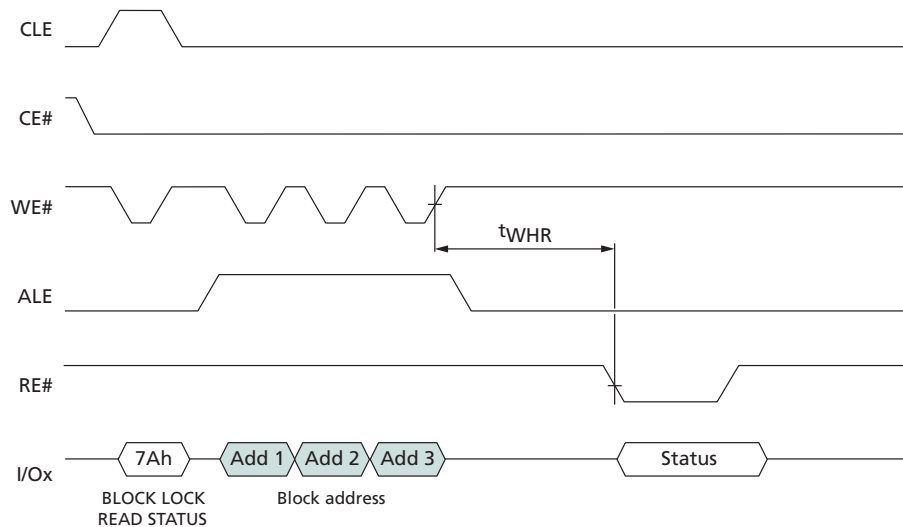 CLE
CE#
WE#
tWHR
ALE
RE#
I/Ox
7Ah
Add 1
Add 2
Add 3
Status
BLOCK LOCK
READ STATUS
Block address